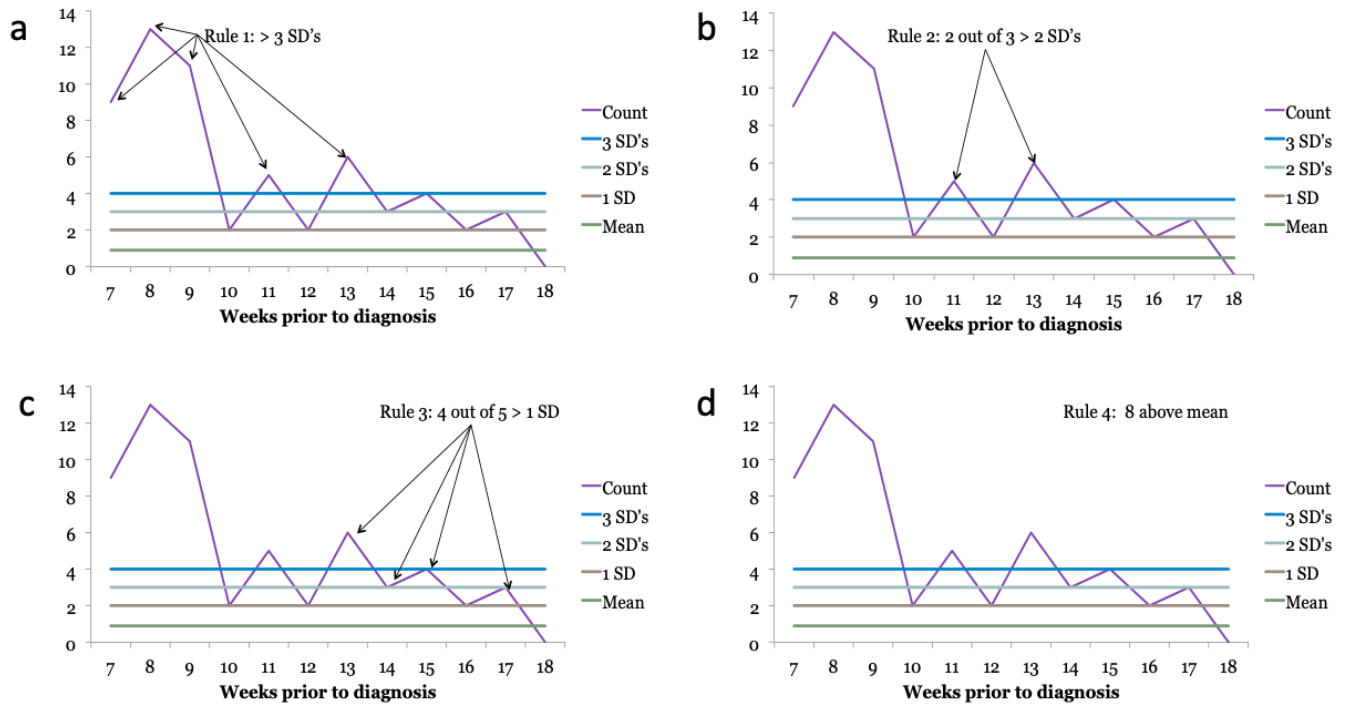 a
14
12
10
8
6
4
2
0
Rule 1: > 3 SD’s
Count
3 SD's
2 SD's
1 SD
Mean
7 8 9 10 11 12 13 14 15 16 17 18
Weeks prior to diagnosis
b
14
12
10
8
6
4
2
0
Rule 2: 2 out of 3 > 2 SD’s
Count
3 SD's
2 SD's
1 SD
Mean
7 8 9 10 11 12 13 14 15 16 17 18
Weeks prior to diagnosis
c
14
12
10
8
6
4
2
0
Rule 3: 4 out of 5 > 1 SD
Count
3 SD's
2 SD's
1 SD
Mean
7 8 9 10 11 12 13 14 15 16 17 18
Weeks prior to diagnosis
d
14
12
10
8
6
4
2
0
Rule 4: 8 above mean
Count
3 SD's
2 SD's
1 SD
Mean
7 8 9 10 11 12 13 14 15 16 17 18
Weeks prior to diagnosis